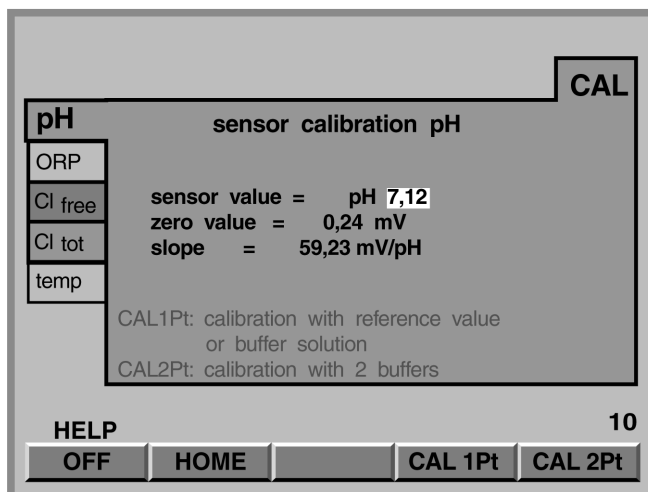 CAL
pH
sensor calibration pH
ORP
Cl free
Cl tot
temp
sensor value = pH 7,12
zero value = 0,24 mV
slope = 59,23 mV/pH
CAL1Pt: calibration with reference value
or buffer solution
CAL2Pt: calibration with 2 buffers
HELP
10
OFF
HOME
CAL 1Pt
CAL 2Pt